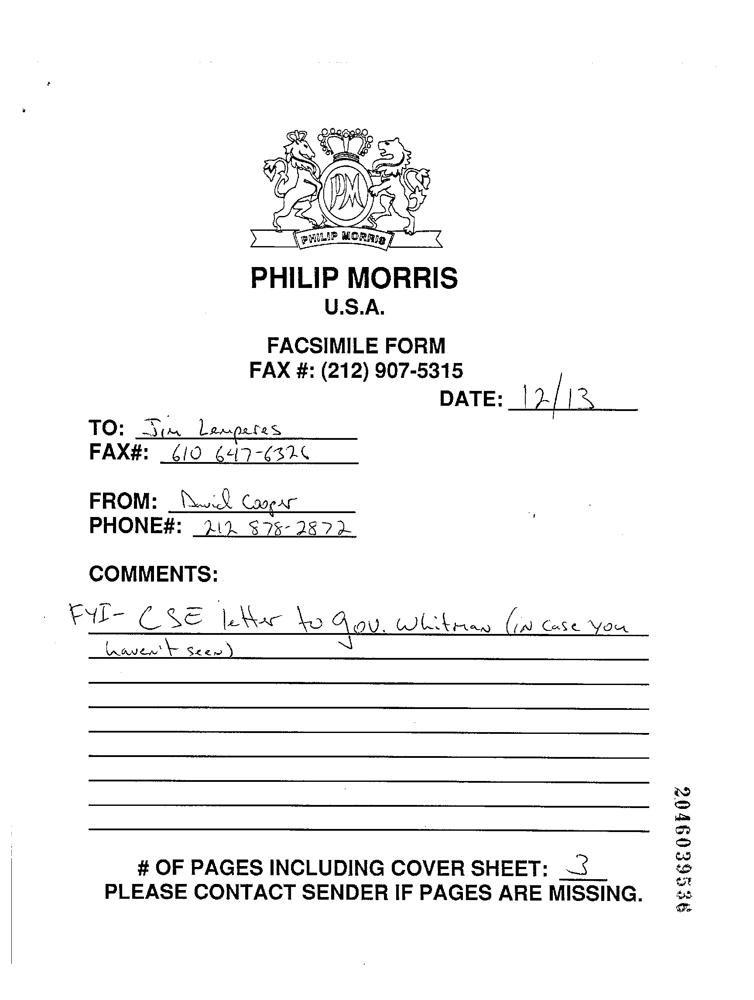 PM
PHILIP MORRIS
PHILIP MORRIS
U.S.A.
FACSIMILE FORM
FAX #: (212) 907-5315
DATE: 12/13
TO: Jim Lemperes
FAX#: 610 647-6326
FROM: David Casper
PHONE#: 212 878-2872
COMMENTS:
FYI- CSE letter to Gov. Whitman (in case you
haven't seen)
# OF PAGES INCLUDING COVER SHEET: 3
PLEASE CONTACT SENDER IF PAGES ARE MISSING.
2046039536